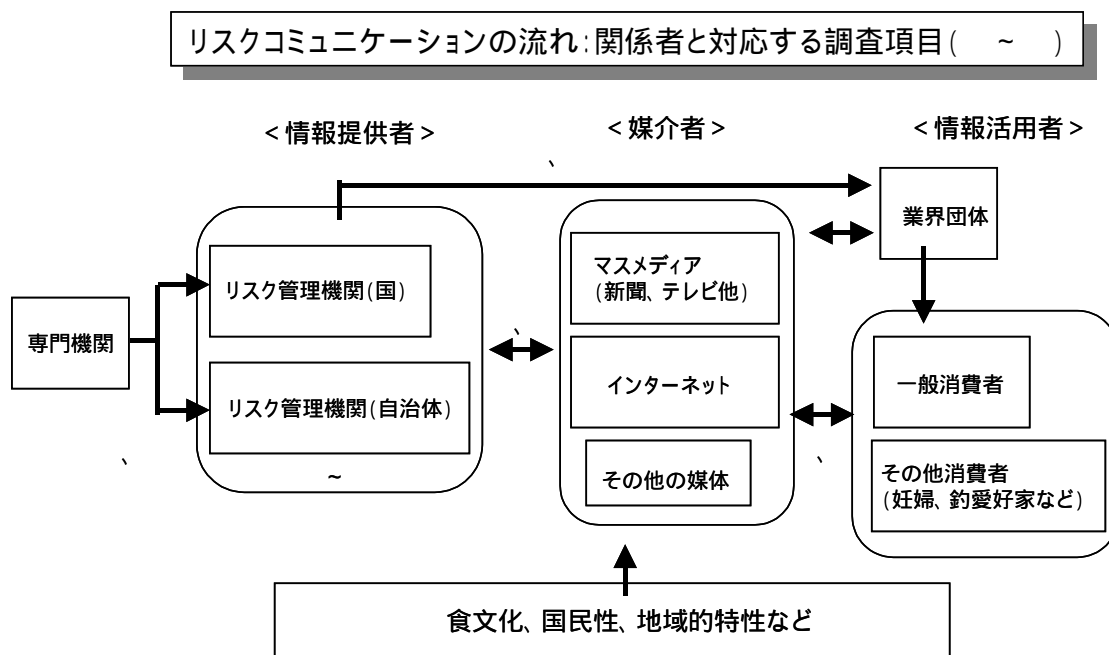 リスクコミュニケーションの流れ:関係者と対応する調査項目(　～　)
<情報提供者>
<媒介者>
<情報活用者>
、
業界団体
マスメディア
(新聞、テレビ他)
リスク管理機関(国)
専門機関
、
インターネット
一般消費者
リスク管理機関(自治体)
、
～
その他の媒体
、
その他消費者
(妊婦、釣愛好家など)
食文化、国民性、地域的特性など